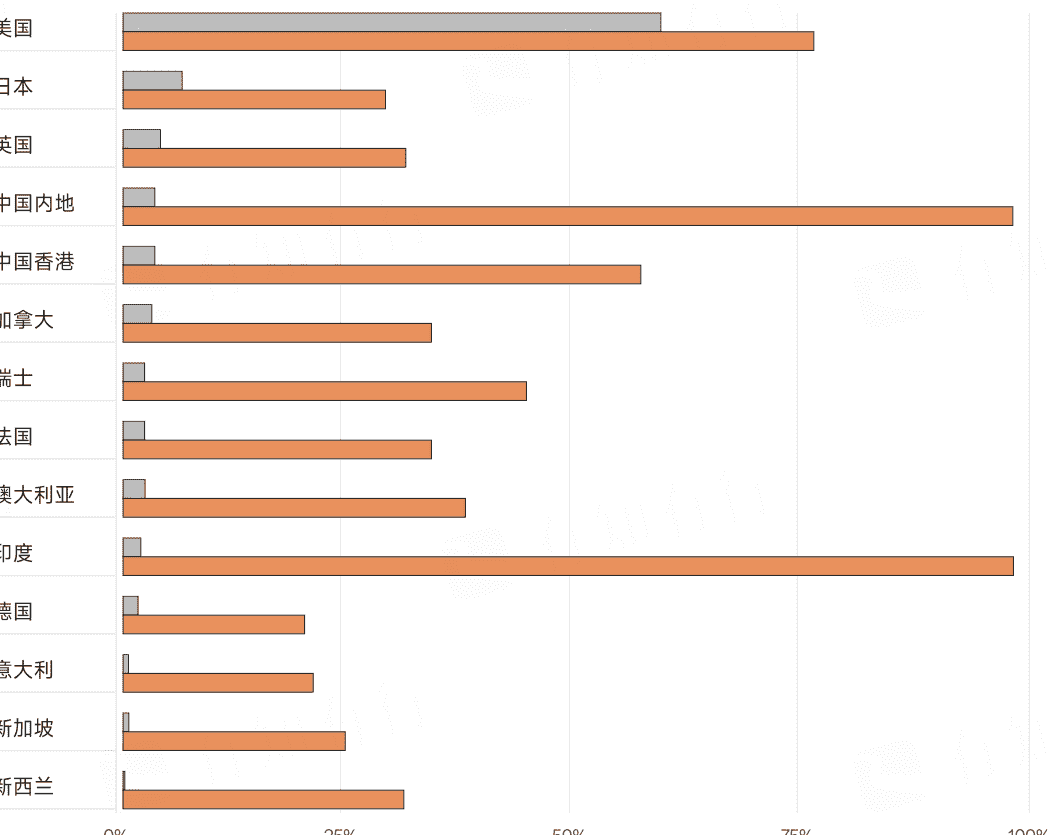 美国
日本
英国
中国内地
中国香港
加拿大
瑞士
法国
澳大利亚
印度
德国
意大利
新加坡
新西兰
0% 25% 50% 75% 100%